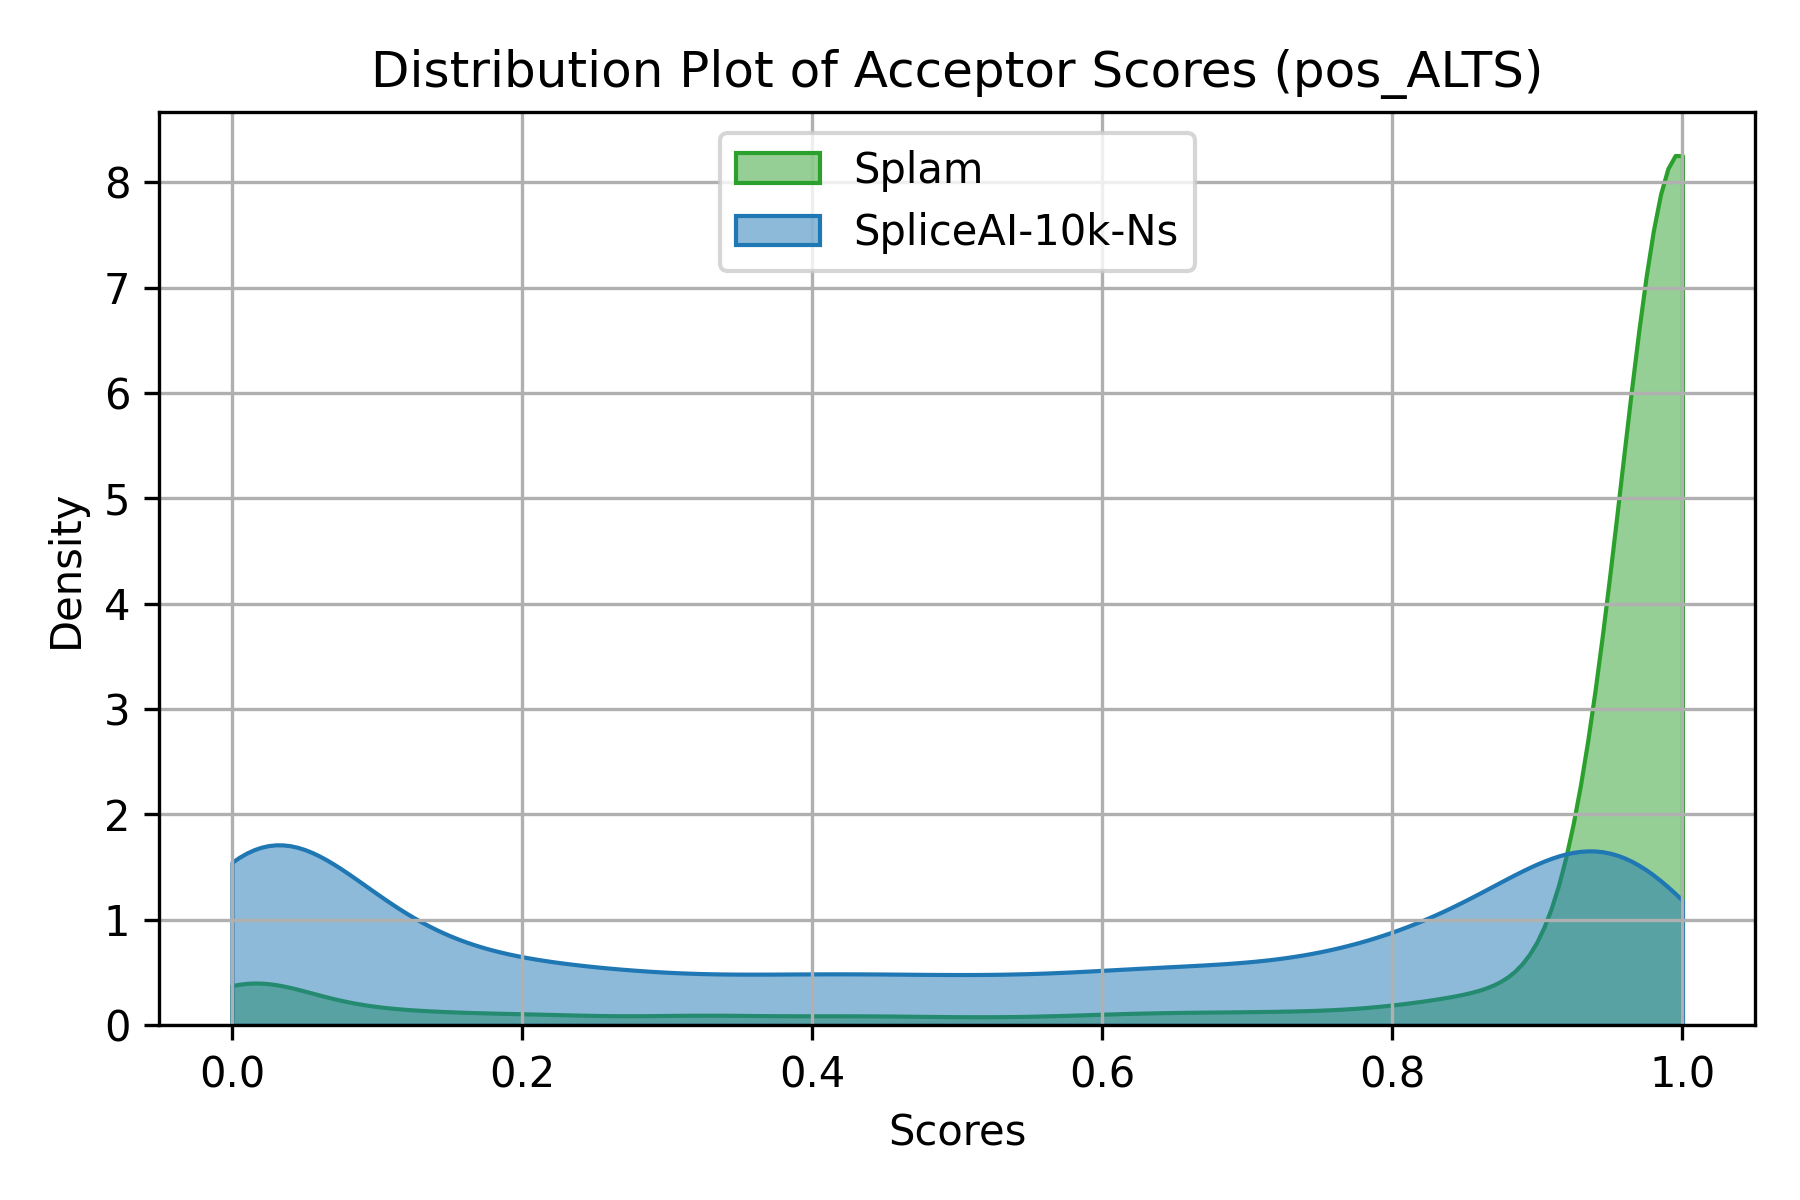 Distribution Plot of Acceptor Scores (pos_ALTS)
Splam
SpliceAI-10k-Ns
Density
8
7
6
5
4
3
2
1
0
0.0 0.2 0.4 0.6 0.8 1.0
Scores